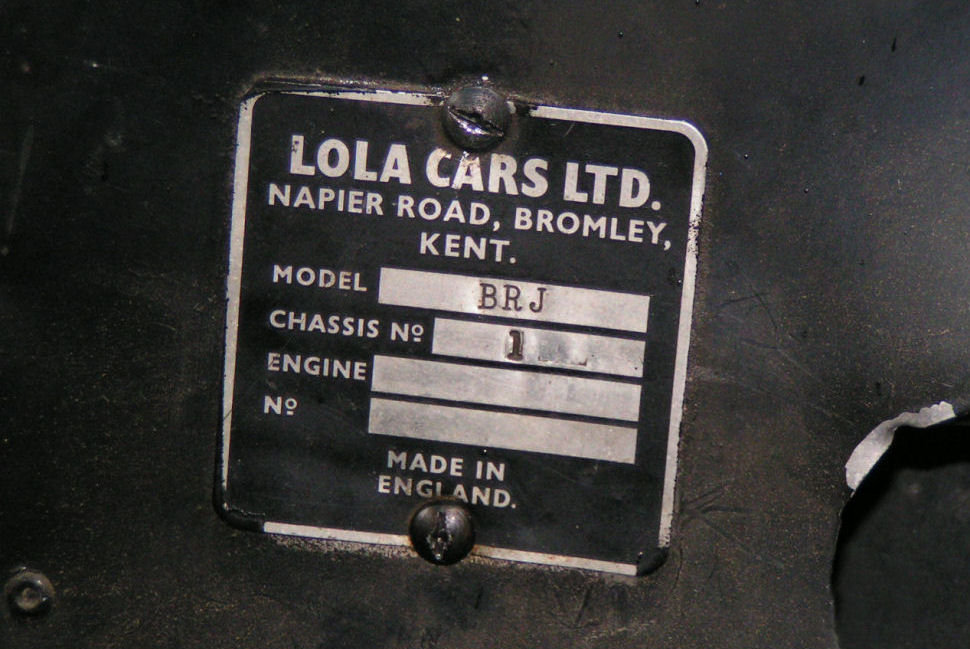 LOLA CARS LTD.
NAPIER ROAD, BROMLEY,
KENT.
MODEL BRJ
CHASSIS Nº 1
ENGINE
Nº
MADE IN
ENGLAND.